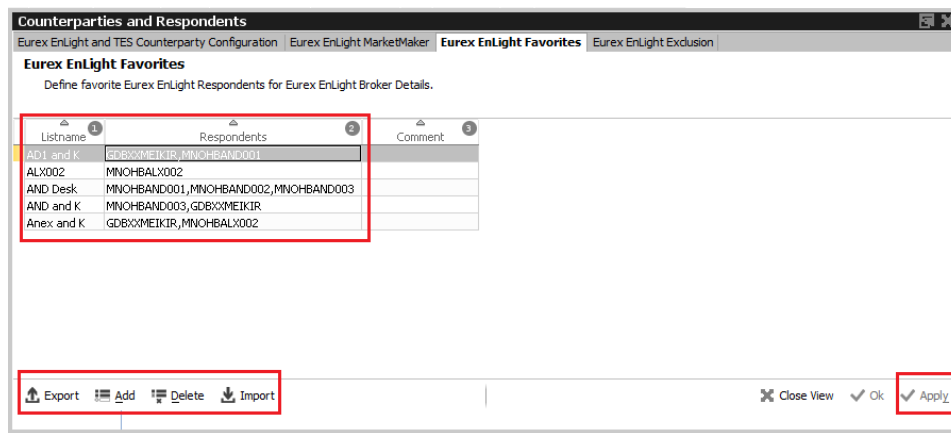 Counterparties and Respondents
Eurex EnLight and TES Counterparty Configuration Eurex EnLight MarketMaker Eurex EnLight Favorites Eurex EnLight Exclusion
Eurex EnLight Favorites
Define favorite Eurex EnLight Respondents for Eurex EnLight Broker Details.
Listname 1 Respondents 2 Comment 3
AD1 and K GDBXXMEIKIR,MNOHBAND001
ALX002 MNOHBALX002
AND Desk MNOHBAND001,MNOHBAND002,MNOHBAND003
AND and K MNOHBAND003,GDBXXMEIKIR
Anex and K GDBXXMEIKIR,MNOHBALX002
Export Add Delete Import Close View Ok Apply